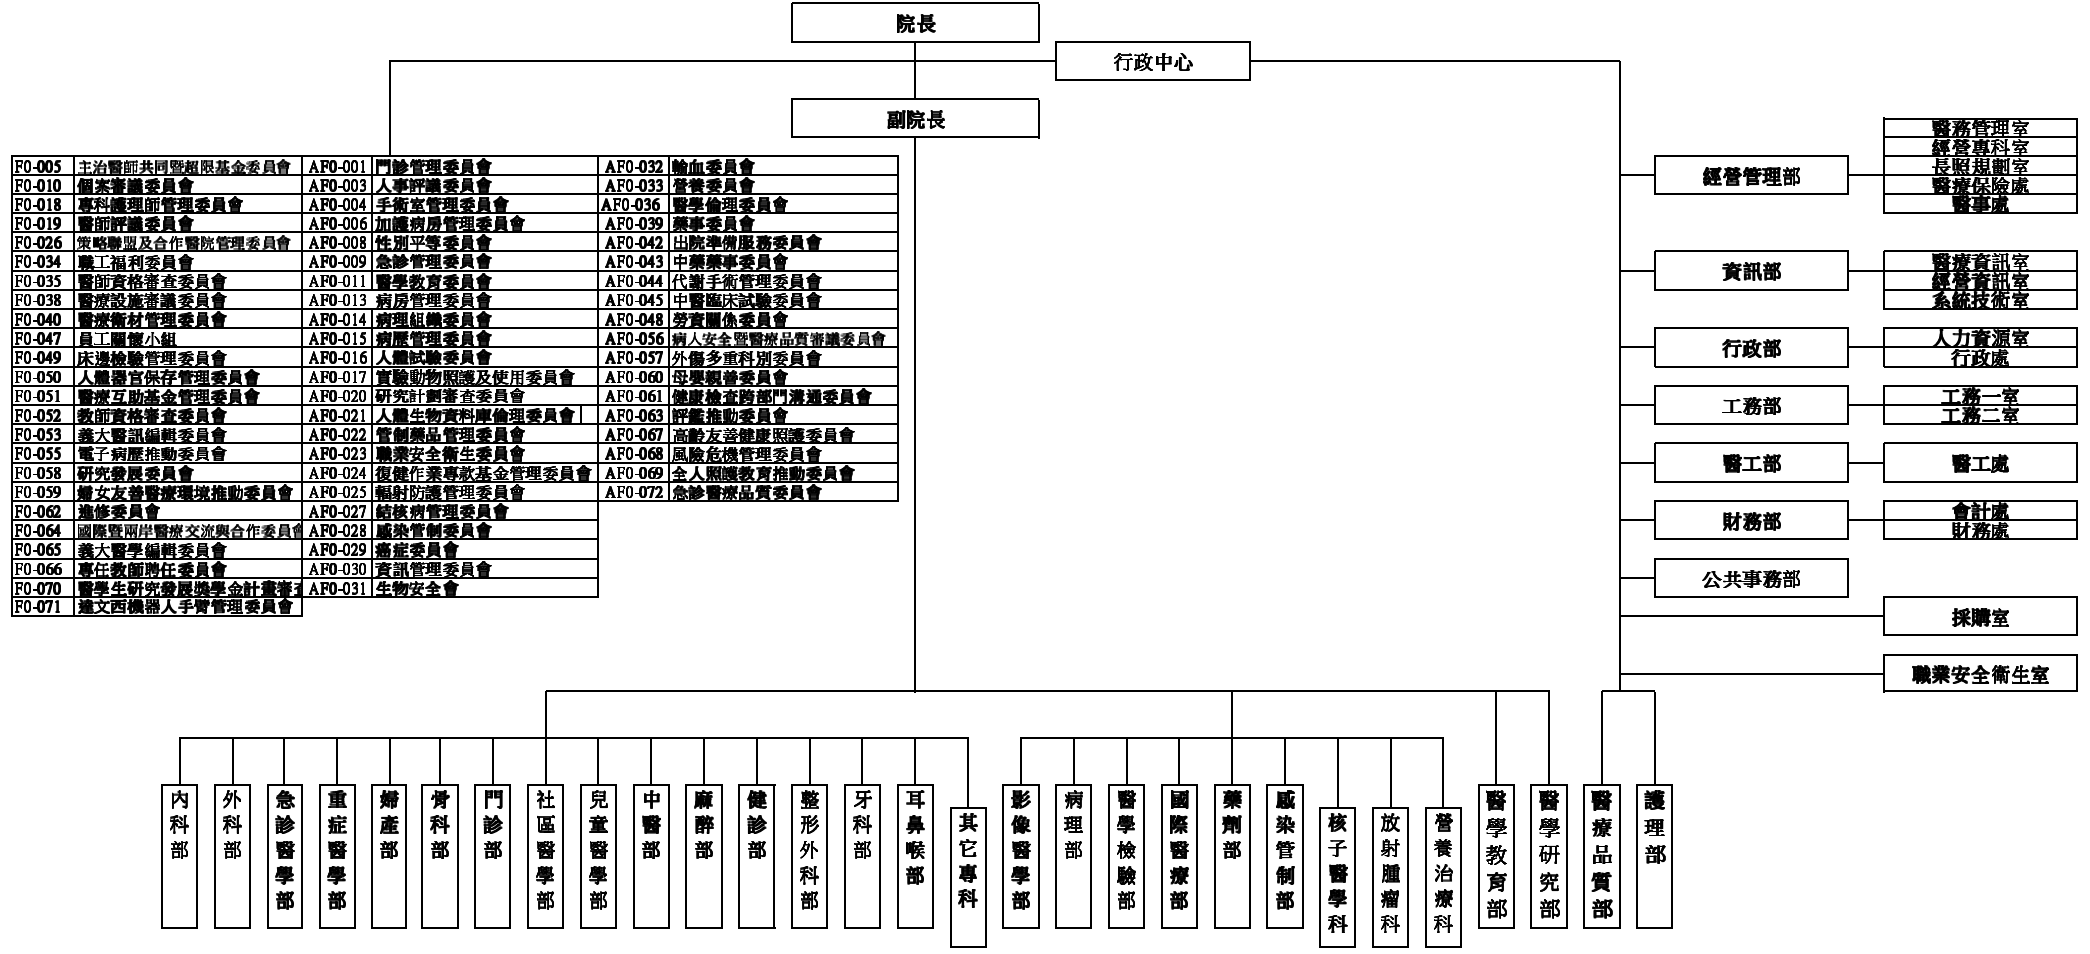 院長
行政中心
副院長
F0-005 主治醫師共同暨超限基金委員會 AF0-001 門診管理委員會 AF0-032 輸血委員會
F0-010 個案審議委員會 AF0-003 人事評議委員會 AF0-033 營養委員會
F0-018 專科護理師管理委員會 AF0-004 手術室管理委員會 AF0-036 醫學倫理委員會
F0-019 醫師評議委員會 AF0-006 加護病房管理委員會 AF0-039 藥事委員會
F0-026 策略聯盟及合作醫院管理委員會 AF0-008 性別平等委員會 AF0-042 出院準備服務委員會
F0-034 職工福利委員會 AF0-009 急診管理委員會 AF0-043 中藥藥事委員會
F0-035 醫師資格審查委員會 AF0-011 醫學教育委員會 AF0-044 代謝手術管理委員會
F0-038 醫療設施審議委員會 AF0-013 病房管理委員會 AF0-045 中醫臨床試驗委員會
F0-040 醫療衛材管理委員會 AF0-014 病理組織委員會 AF0-048 勞資關係委員會
F0-047 員工關懷小組 AF0-015 病歷管理委員會 AF0-056 病人安全暨醫療品質審議委員會
F0-049 床邊檢驗管理委員會 AF0-016 人體試驗委員會 AF0-057 外傷多重科別委員會
F0-050 人體器官保存管理委員會 AF0-017 實驗動物照護及使用委員會 AF0-060 母嬰親善委員會
F0-051 醫療互助基金管理委員會 AF0-020 研究計劃審查委員會 AF0-061 健康檢查跨部門溝通委員會
F0-052 教師資格審查委員會 AF0-021 人體生物資料庫倫理委員會 AF0-063 評鑑推動委員會
F0-053 義大醫訊編輯委員會 AF0-022 管制藥品管理委員會 AF0-067 高齡友善健康照護委員會
F0-055 電子病歷推動委員會 AF0-023 職業安全衛生委員會 AF0-068 風險危機管理委員會
F0-058 研究發展委員會 AF0-024 復健作業專款基金管理委員會 AF0-069 全人照護教育推動委員會
F0-059 婦女友善醫療環境推動委員會 AF0-025 輻射防護管理委員會 AF0-072 急診醫療品質委員會
F0-062 進修委員會 AF0-027 結核病管理委員會
F0-064 國際暨兩岸醫療交流與合作委員會 AF0-028 感染管制委員會
F0-065 義大醫學編輯委員會 AF0-029 癌症委員會
F0-066 專任教師聘任委員會 AF0-030 資訊管理委員會
F0-070 醫學生研究發展獎學金計畫審查 AF0-031 生物安全會
F0-071 達文西機器人手臂管理委員會
經營管理部
醫務管理室
經營專科室
長照規劃室
醫療保險處
醫事處
資訊部
醫療資訊室
經營資訊室
系統技術室
行政部
人力資源室
行政處
工務部
工務一室
工務二室
醫工部
醫工處
財務部
會計處
財務處
公共事務部
採購室
職業安全衛生室
內科部
外科部
急診醫學部
重症醫學部
婦產部
骨科部
門診部
社區醫學部
兒童醫學部
中醫部
麻醉部
健診部
整形外科部
牙科部
耳鼻喉部
其它專科
影像醫學部
病理部
醫學檢驗部
國際醫療部
藥劑部
感染管制部
核子醫學科
放射腫瘤科
營養治療科
醫學教育部
醫學研究部
醫療品質部
護理部